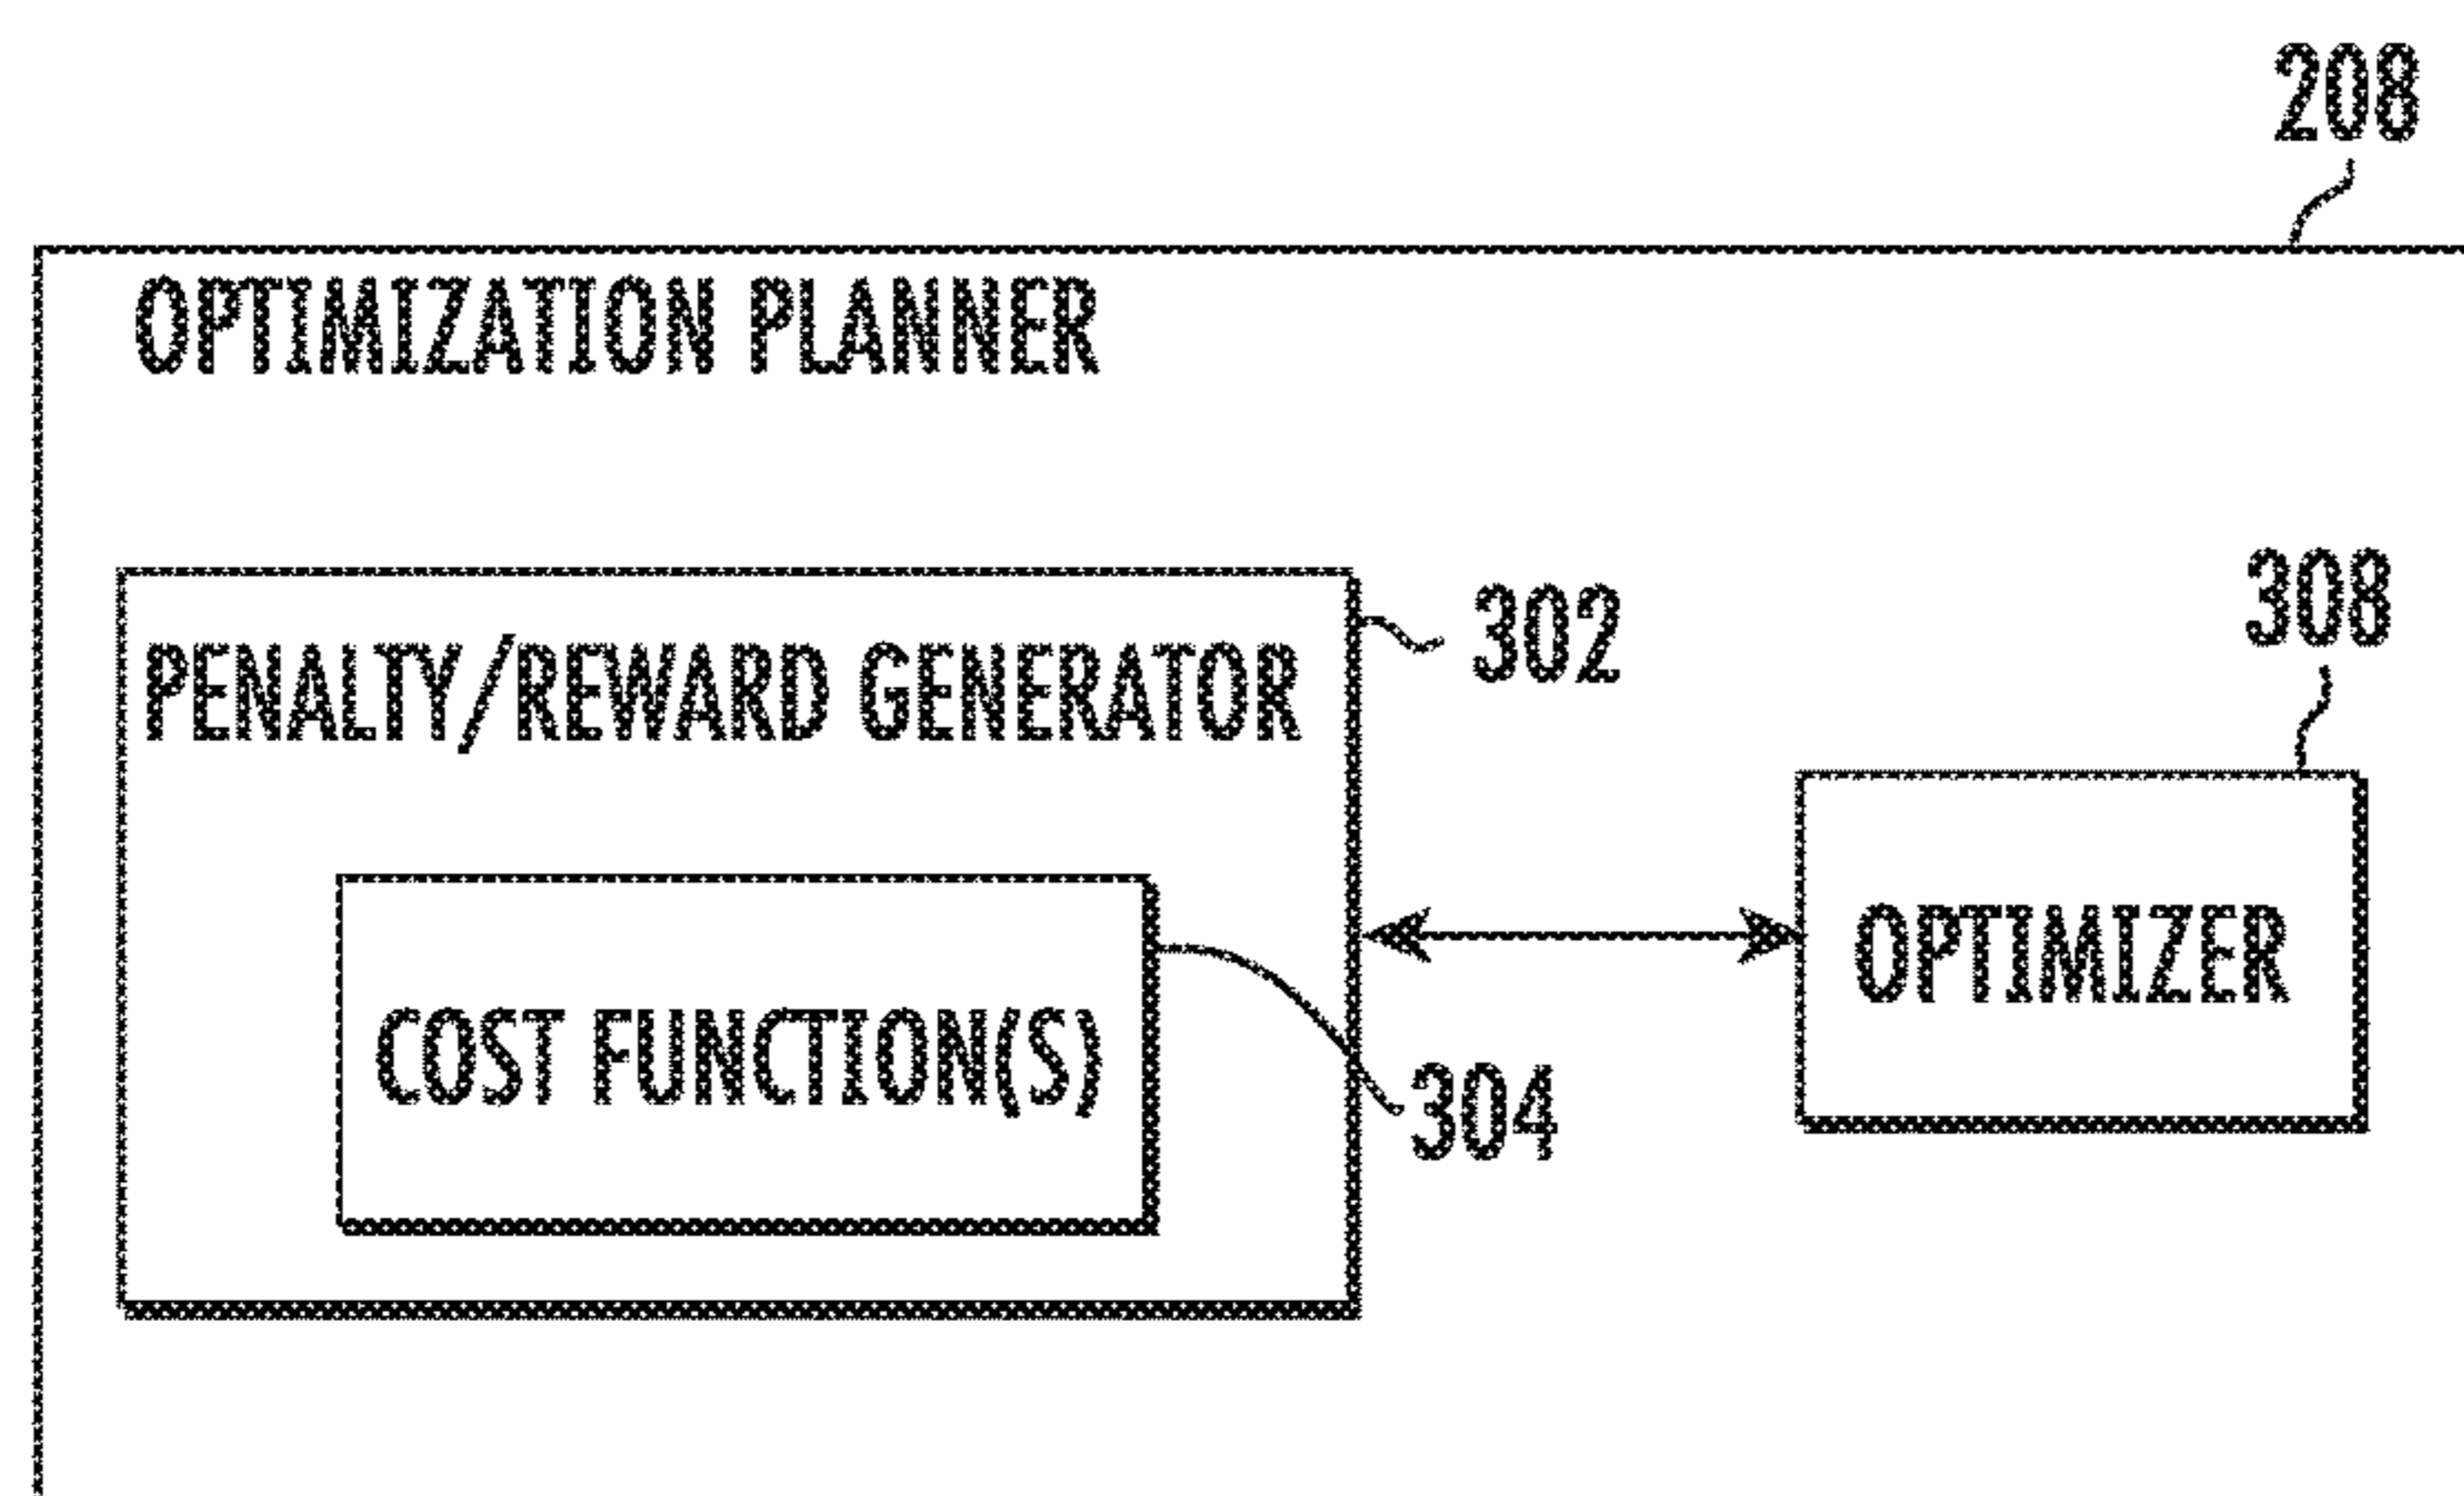 208
OPTIMIZATION PLANNER
302
308
PENALTY/REWARD GENERATOR
OPTIMIZER
COST FUNCTION(S)
304